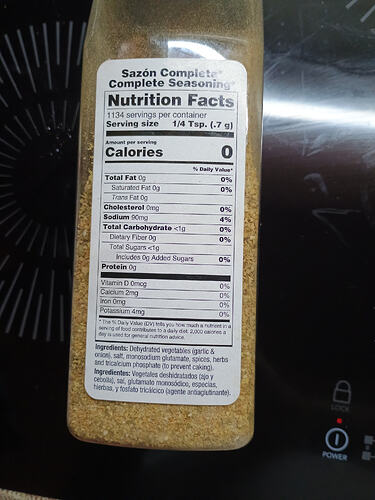 Sazón Completa®
Complete Seasoning®
Nutrition Facts
1134 servings per container
Serving size 1/4 Tsp. (.7 g)
Amount per serving
Calories 0
% Daily Value*
Total Fat 0g 0%
Saturated Fat 0g 0%
Trans Fat 0g
Cholesterol 0mg 0%
Sodium 90mg 4%
Total Carbohydrate <1g 0%
Dietary Fiber 0g 0%
Total Sugars <1g
Includes 0g Added Sugars 0%
Protein 0g
Vitamin D 0mcg 0%
Calcium 2mg 0%
Iron 0mg 0%
Potassium 4mg 0%
* The % Daily Value (DV) tells you how much a nutrient in a
serving of food contributes to a daily diet. 2,000 calories a
day is used for general nutrition advice.
Ingredients: Dehydrated vegetables (garlic &
onion), salt, monosodium glutamate, spices, herbs
and tricalcium phosphate (to prevent caking).
Ingredientes: Vegetales deshidratados (ajo y
cebolla), sal, glutamato monosódico, especias,
hierbas, y fosfato tricálcico (agente antiaglutinante).
LOCK
POWER